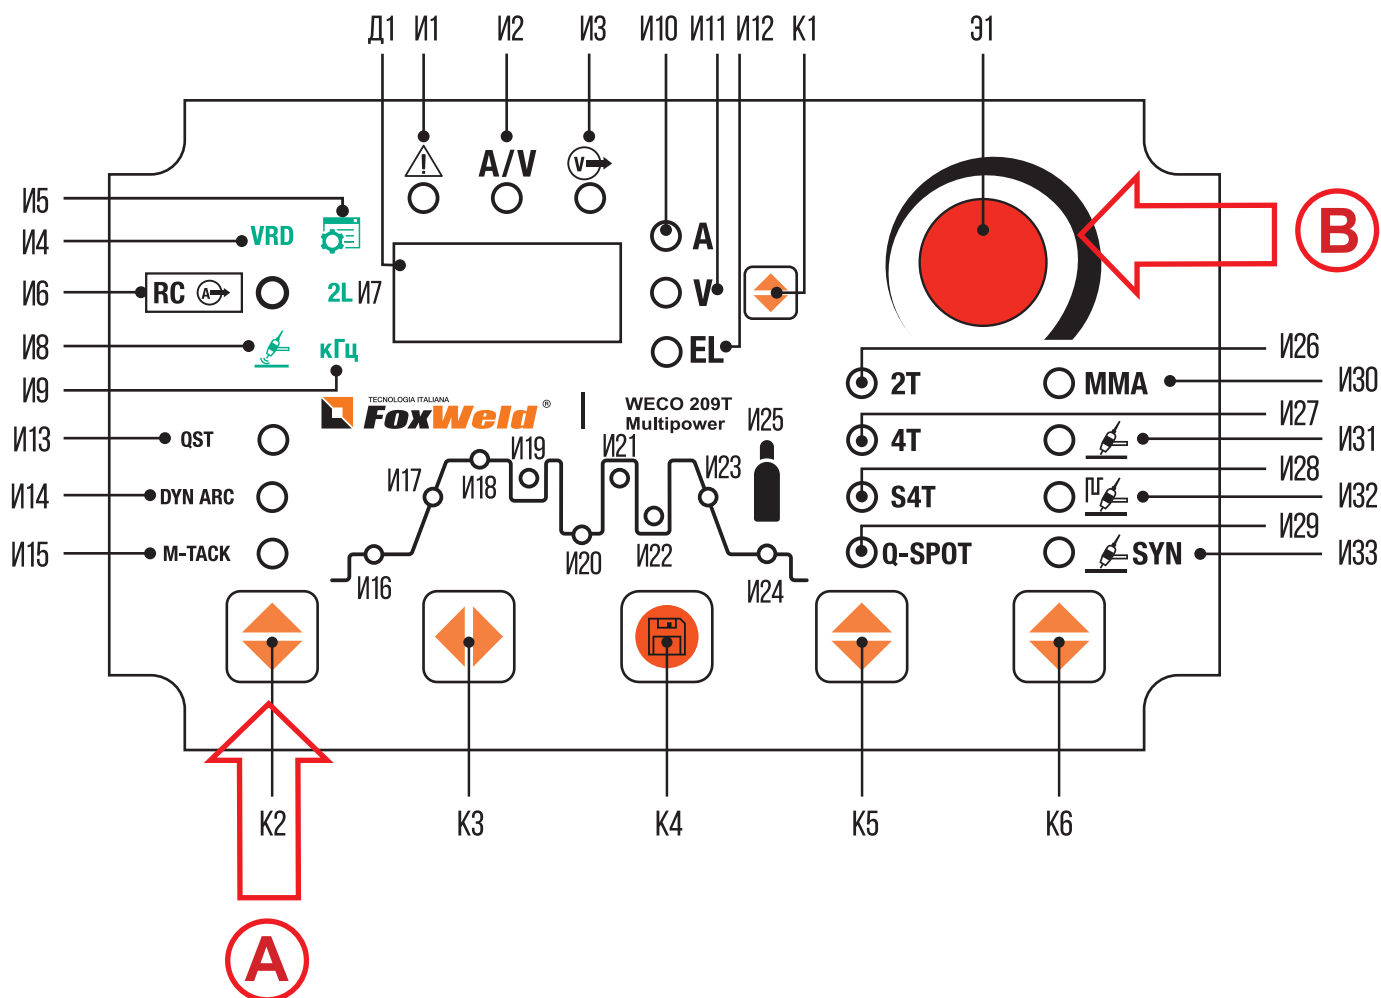 Д1 И1 И2 И3 И10 И11 И12 К1 Э1
A/V V
И5
И4 VRD A B
И6 RC A 2L И7 V
И8 кГц EL
И9 И26
2T MMA И30
TECNOLOGIA ITALIANA
FoxWeld ® WECO 209T
Multipower
И25 И27
И13 QST 4T И31
И19 И21
И17 И18 И23 И28
И14 DYN ARC S4T И32
И29
И15 M-TACK И20 И22 Q-SPOT SYN И33
И16 И24
К2 К3 К4 К5 К6
A